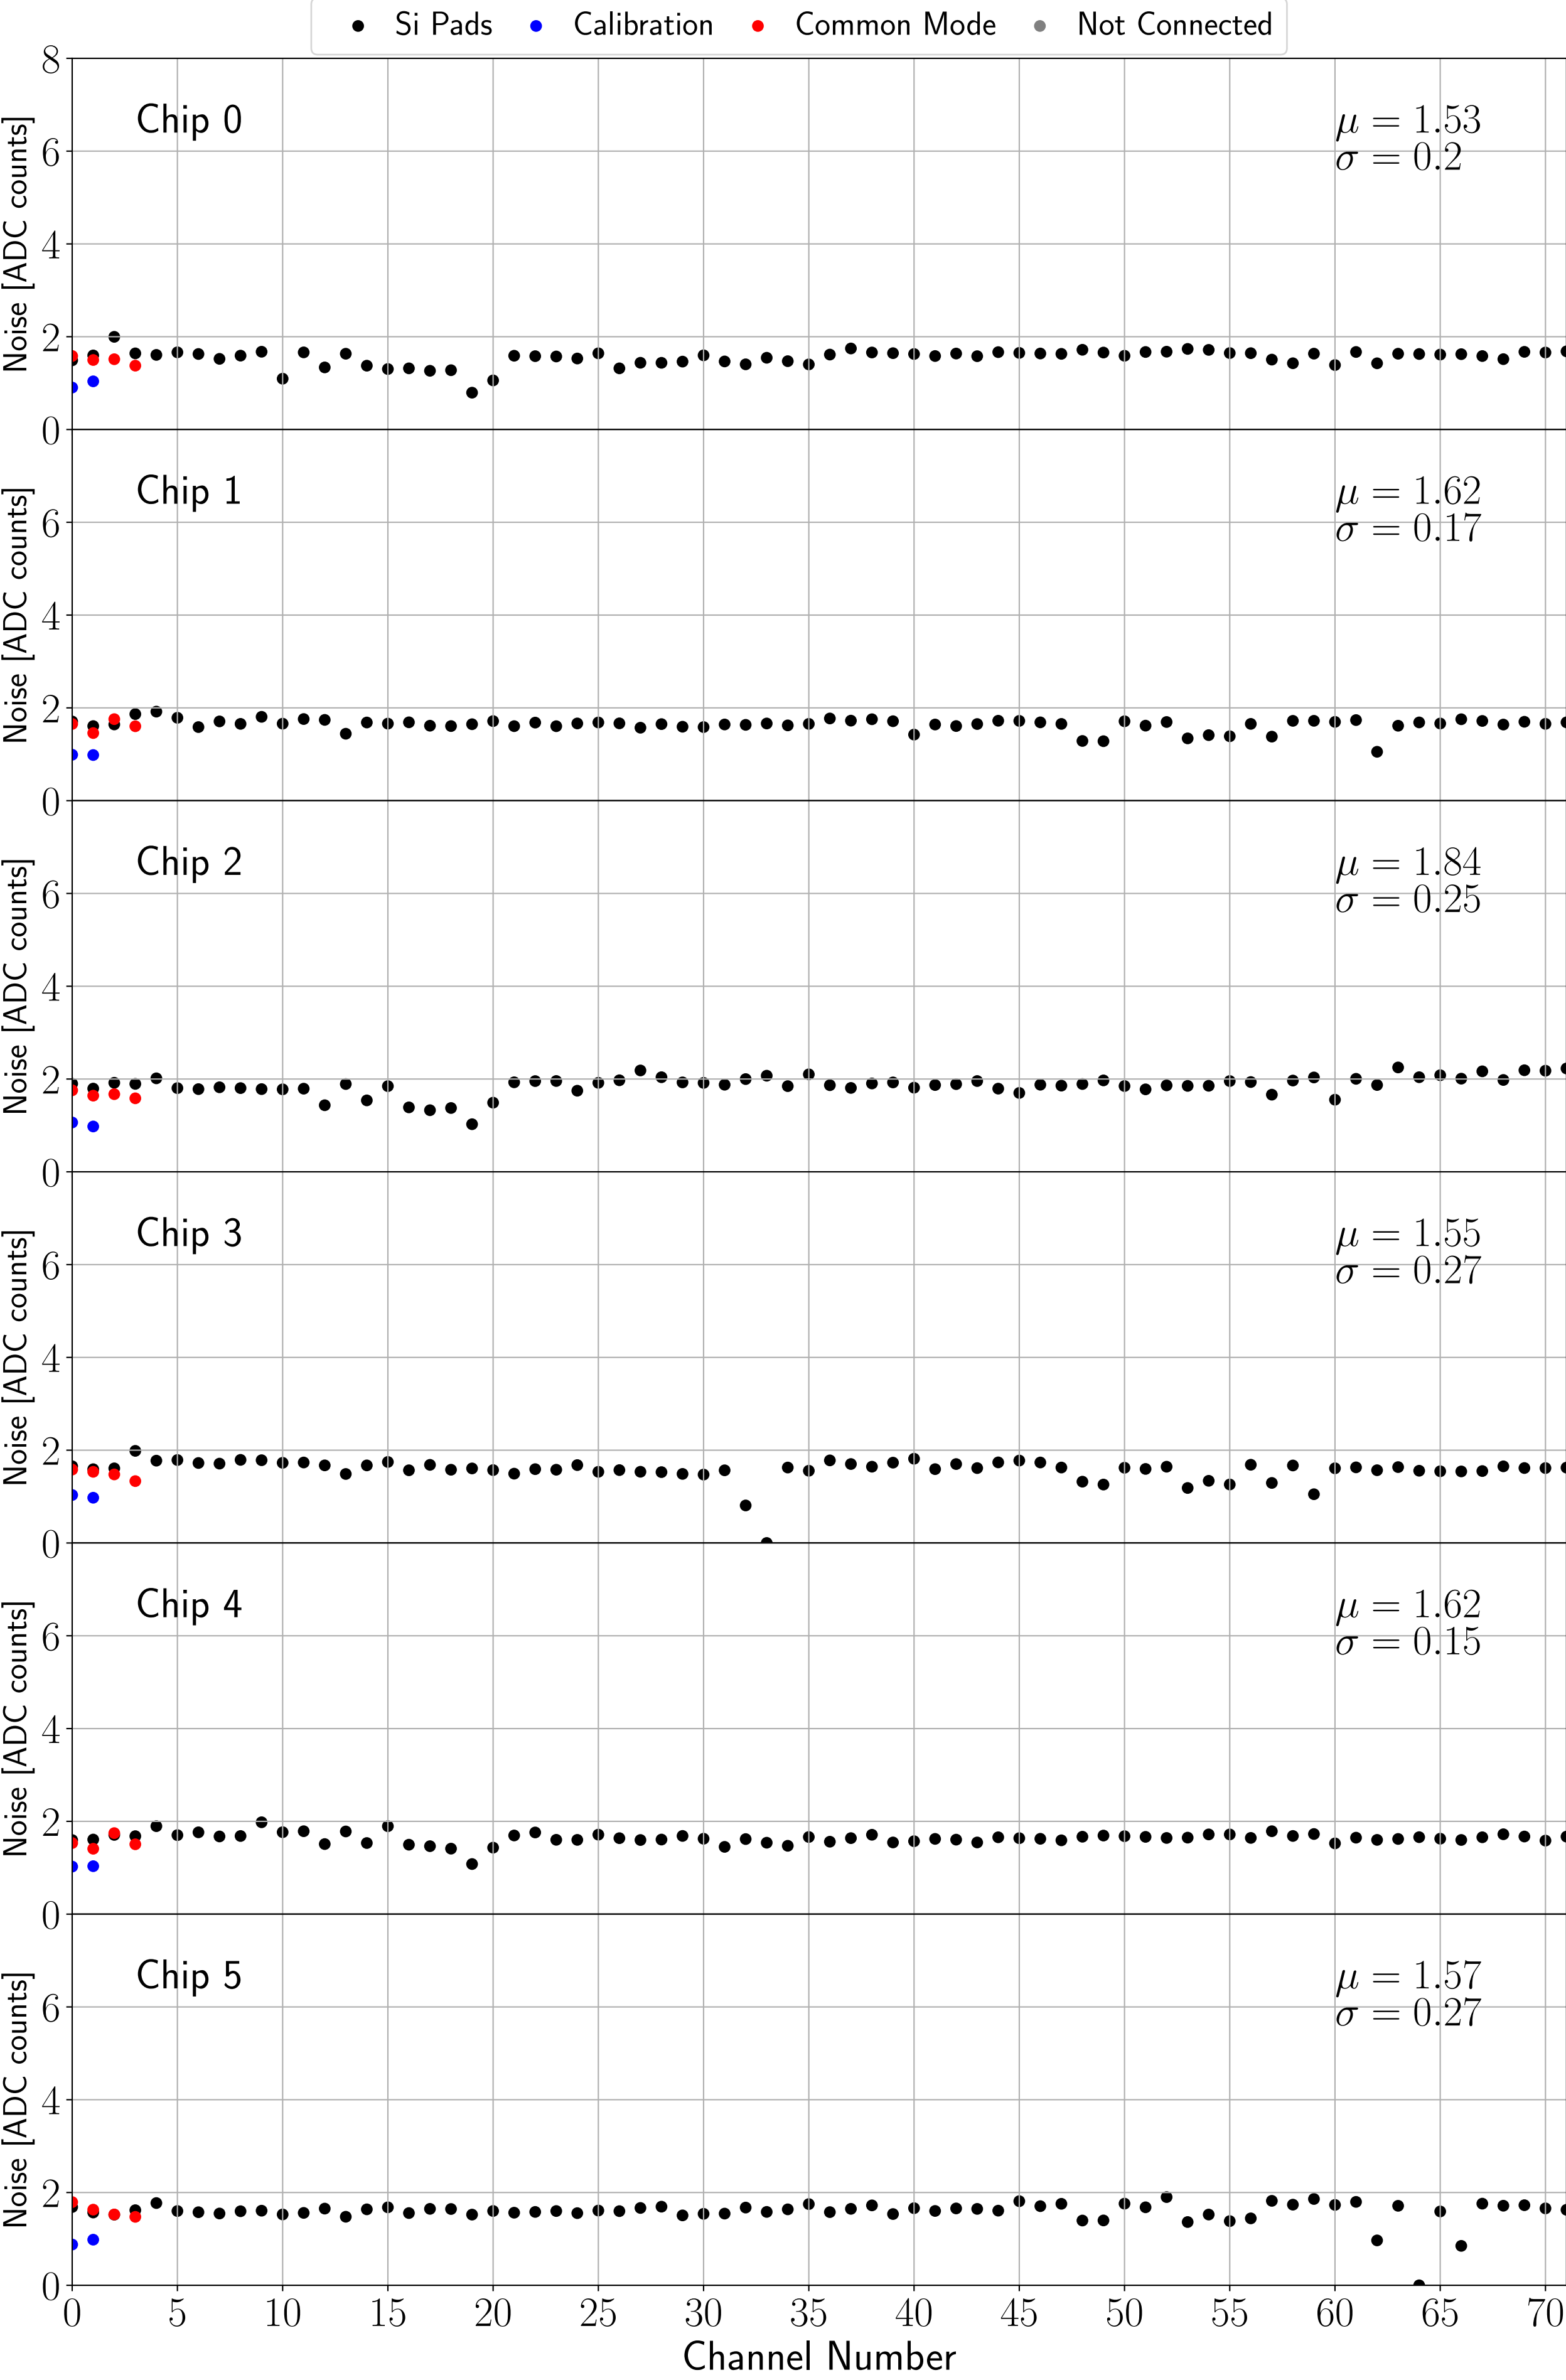 Si Pads Calibration Common Mode Not Connected
8
Chip 0
μ = 1.53
σ = 0.2
6
4
2
0
Noise [ADC counts]
Chip 1
μ = 1.62
σ = 0.17
6
4
2
0
Noise [ADC counts]
Chip 2
μ = 1.84
σ = 0.25
6
4
2
0
Noise [ADC counts]
Chip 3
μ = 1.55
σ = 0.27
6
4
2
0
Noise [ADC counts]
Chip 4
μ = 1.62
σ = 0.15
6
4
2
0
Noise [ADC counts]
Chip 5
μ = 1.57
σ = 0.27
6
4
2
0
Noise [ADC counts]
0 5 10 15 20 25 30 35 40 45 50 55 60 65 70
Channel Number